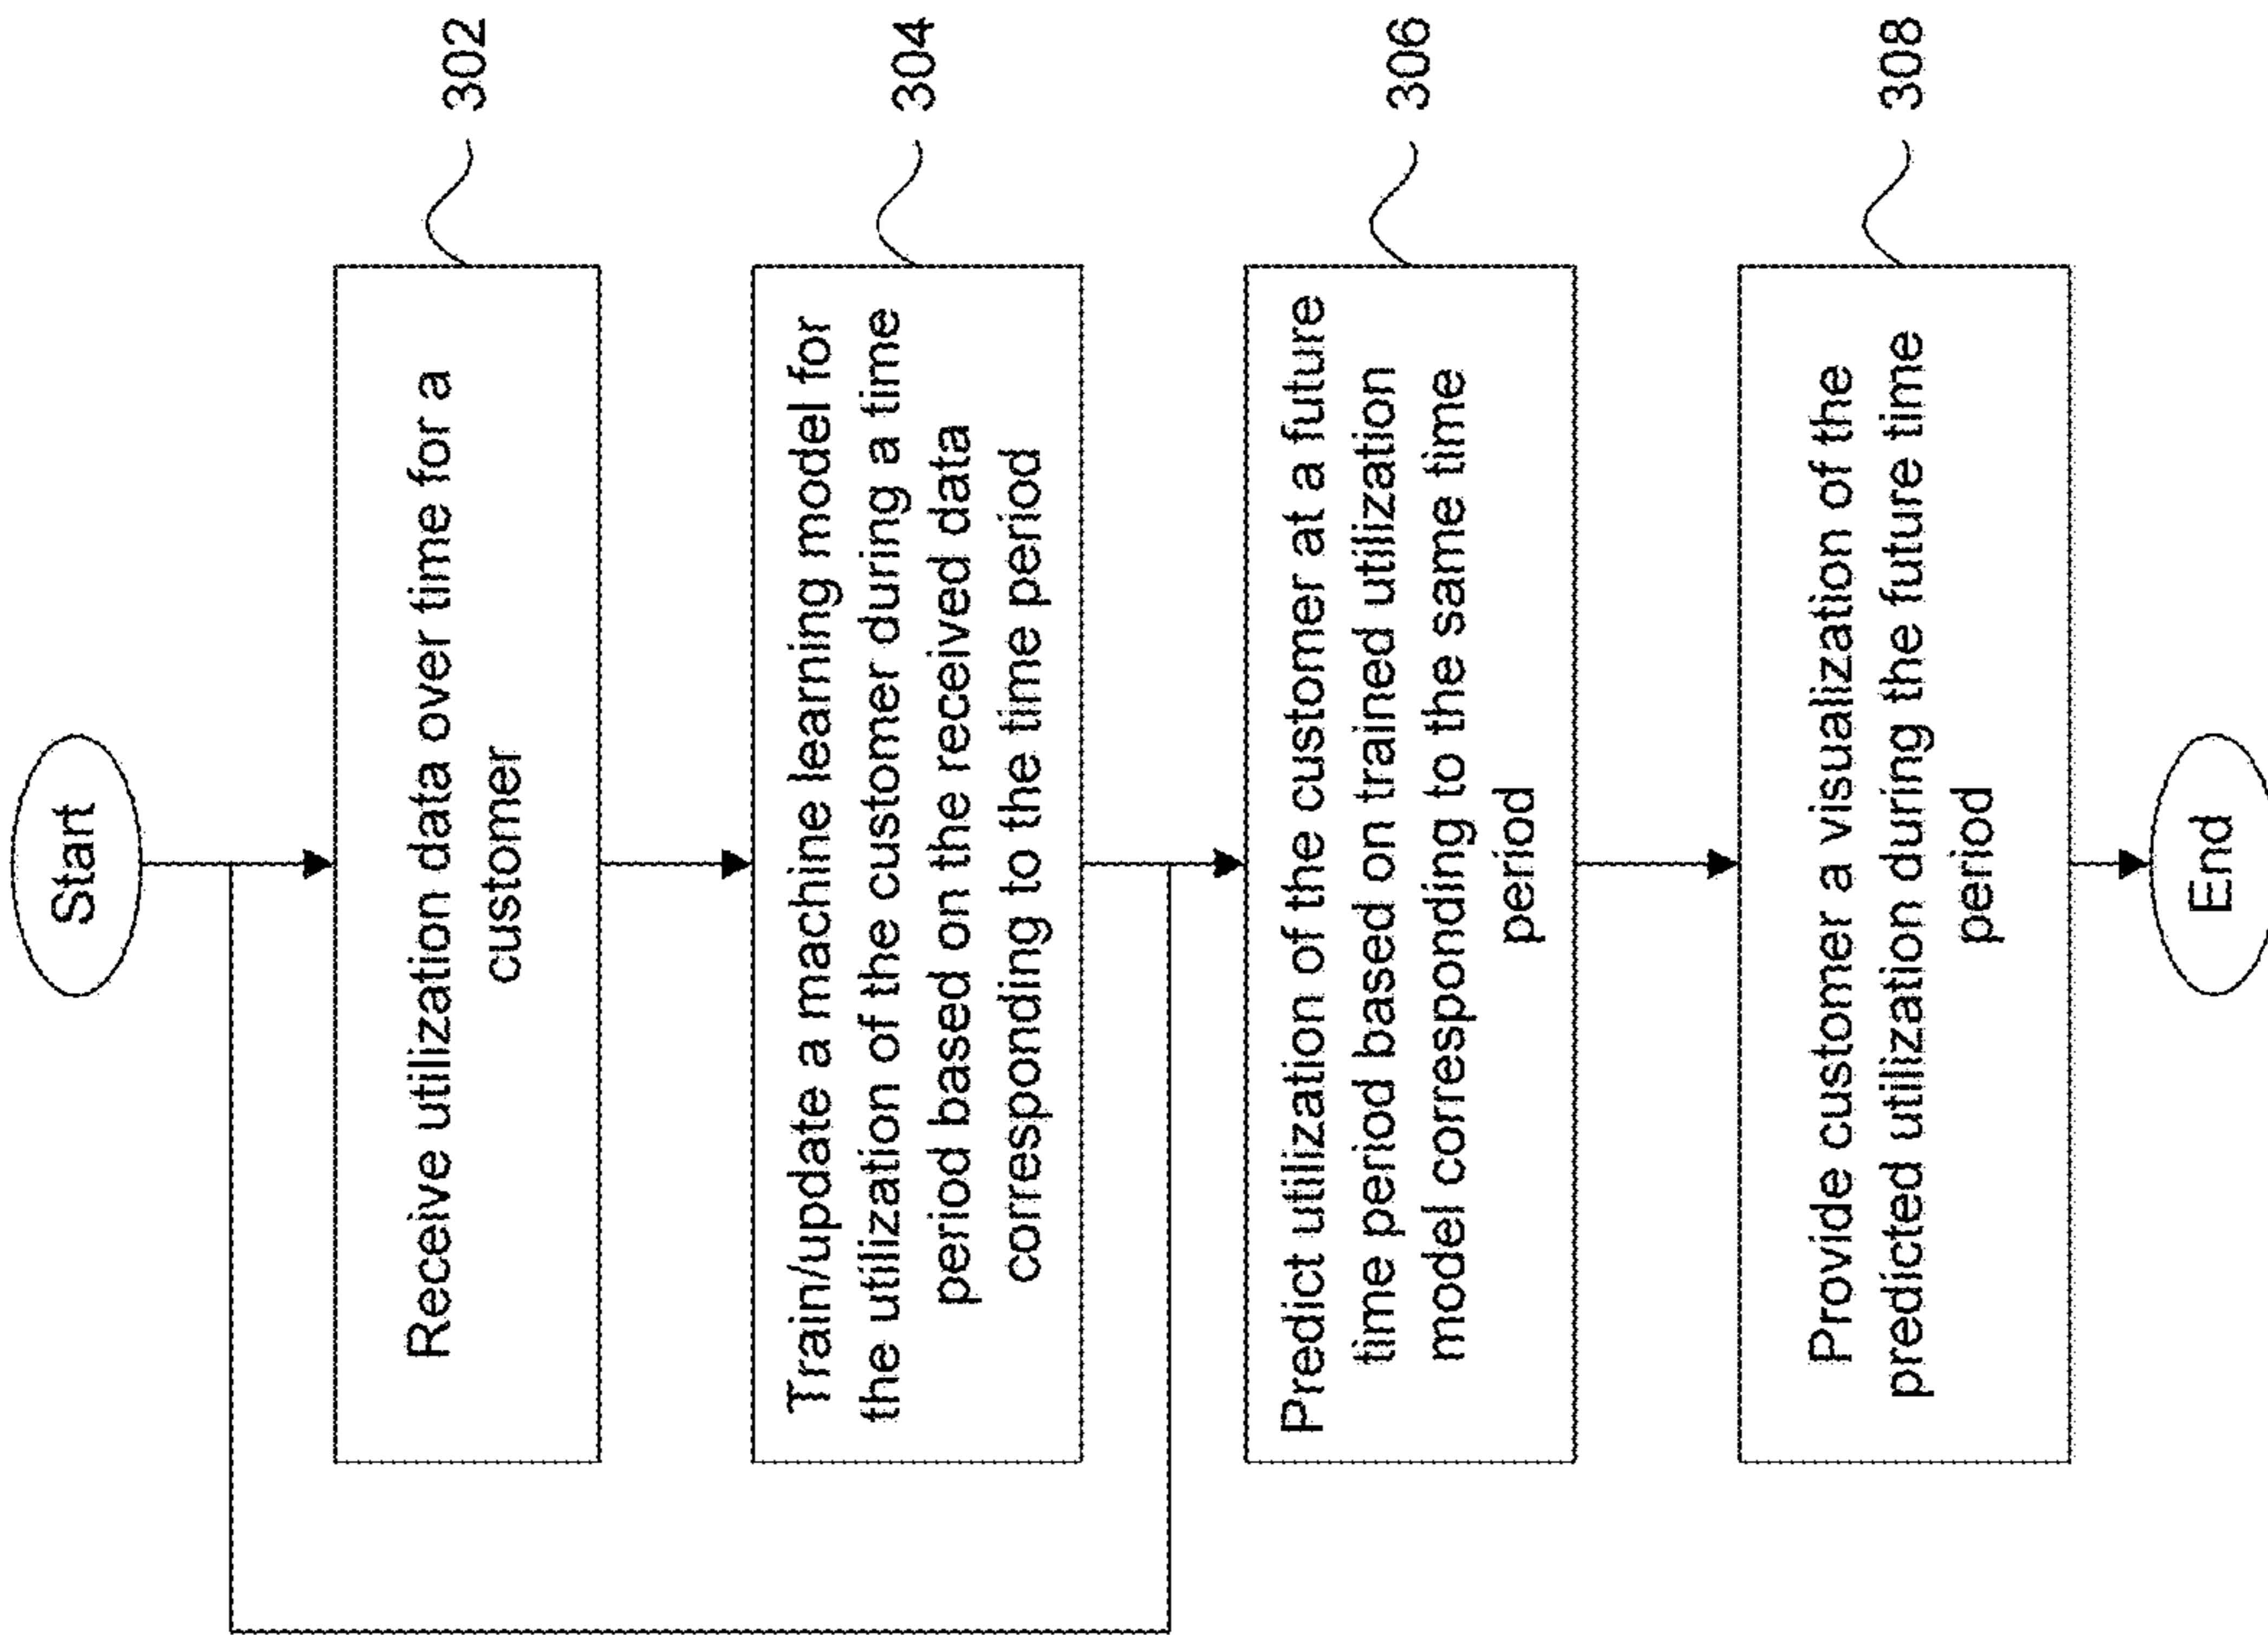 Start
Receive utilization data over time for a
customer
302
Train/update a machine learning model for
the utilization of the customer during a time
period based on the received data
corresponding to the time period
304
Predict utilization of the customer at a future
time period based on trained utilization
model corresponding to the same time
period
306
Provide customer a visualization of the
predicted utilization during the future time
period
308
End